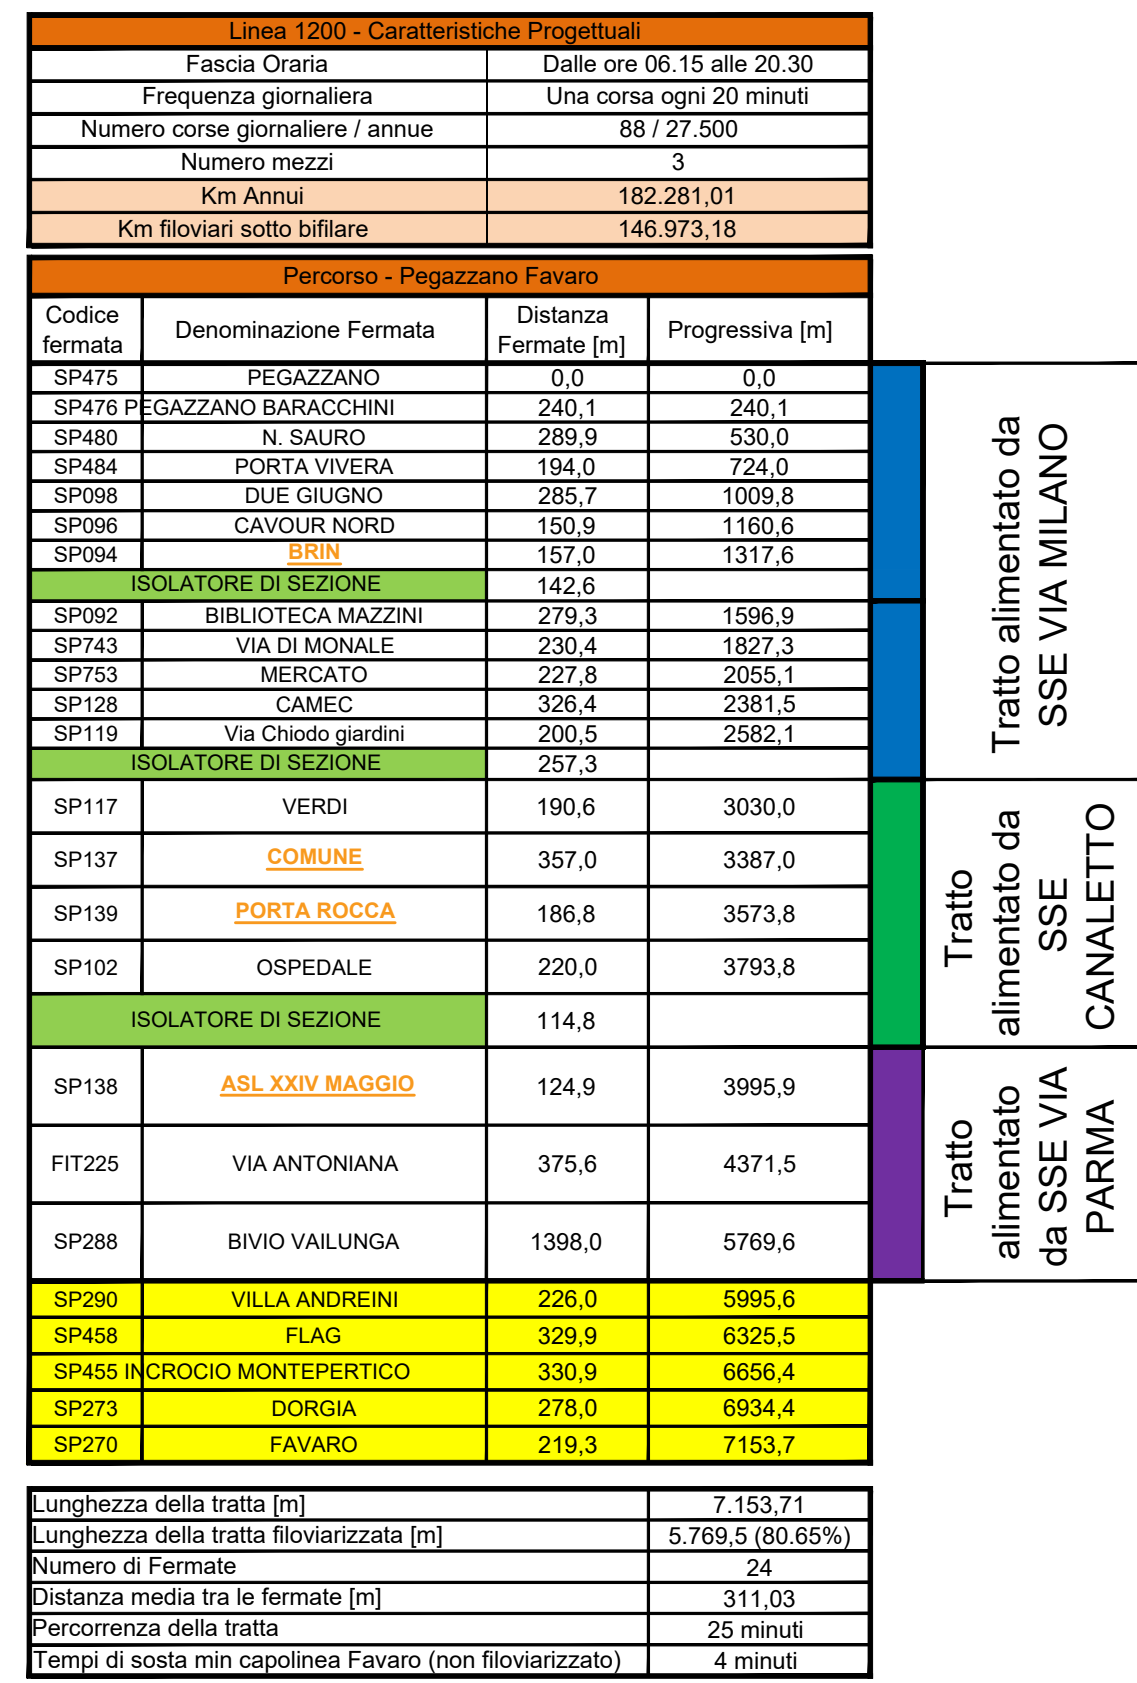 Linea 1200 - Caratteristiche Progettuali
Fascia Oraria Dalle ore 06.15 alle 20.30
Frequenza giornaliera Una corsa ogni 20 minuti
Numero corse giornaliere / annue 88 / 27.500
Numero mezzi 3
Km Annui 182.281,01
Km filoviari sotto bifilare 146.973,18
Percorso - Pegazzano Favaro
Codice fermata Denominazione Fermata Distanza Fermate [m] Progressiva [m]
SP475 PEGAZZANO 0,0 0,0
SP476 PEGAZZANO BARACCHINI 240,1 240,1
SP480 N. SAURO 289,9 530,0
SP484 PORTA VIVERA 194,0 724,0
SP098 DUE GIUGNO 285,7 1009,8
SP096 CAVOUR NORD 150,9 1160,6
SP094 BRIN 157,0 1317,6
ISOLATORE DI SEZIONE 142,6
SP092 BIBLIOTECA MAZZINI 279,3 1596,9
SP743 VIA DI MONALE 230,4 1827,3
SP753 MERCATO 227,8 2055,1
SP128 CAMEC 326,4 2381,5
SP119 Via Chiodo giardini 200,5 2582,1
ISOLATORE DI SEZIONE 257,3
Tratto alimentato da
SSE VIA MILANO
SP117 VERDI 190,6 3030,0
SP137 COMUNE 357,0 3387,0
SP139 PORTA ROCCA 186,8 3573,8
SP102 OSPEDALE 220,0 3793,8
ISOLATORE DI SEZIONE 114,8
Tratto
alimentato da
SSE
CANALETTO
SP138 ASL XXIV MAGGIO 124,9 3995,9
FIT225 VIA ANTONIANA 375,6 4371,5
SP288 BIVIO VAILUNGA 1398,0 5769,6
Tratto
alimentato
da SSE VIA
PARMA
SP290 VILLA ANDREINI 226,0 5995,6
SP458 FLAG 329,9 6325,5
SP455 INCROCIO MONTEPERTICO 330,9 6656,4
SP273 DORGIA 278,0 6934,4
SP270 FAVARO 219,3 7153,7
Lunghezza della tratta [m] 7.153,71
Lunghezza della tratta filoviarizzata [m] 5.769,5 (80.65%)
Numero di Fermate 24
Distanza media tra le fermate [m] 311,03
Percorrenza della tratta 25 minuti
Tempi di sosta min capolinea Favaro (non filoviarizzato) 4 minuti